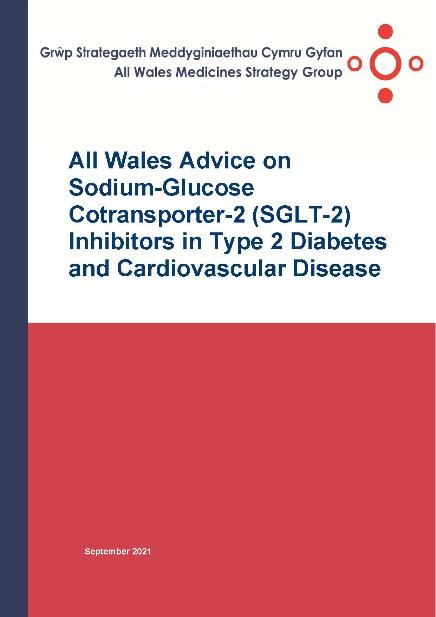 Grŵp Strategaeth Meddyginiaethau Cymru Gyfan
All Wales Medicines Strategy Group
All Wales Advice on
Sodium-Glucose
Cotransporter-2 (SGLT-2)
Inhibitors in Type 2 Diabetes
and Cardiovascular Disease
September 2021